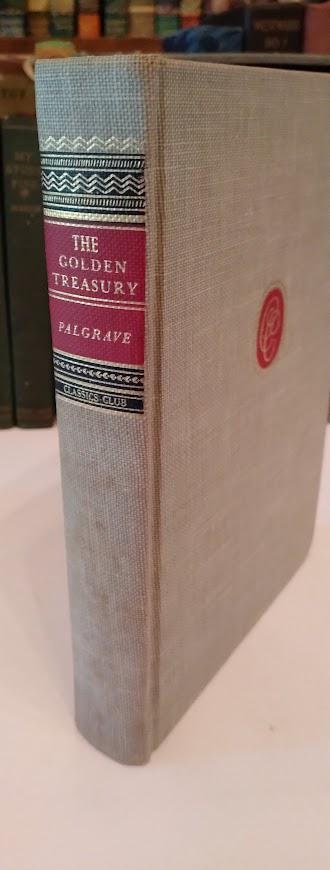 THE
GOLDEN
TREASURY
PALGRAVE
CLASSICS·CLUB